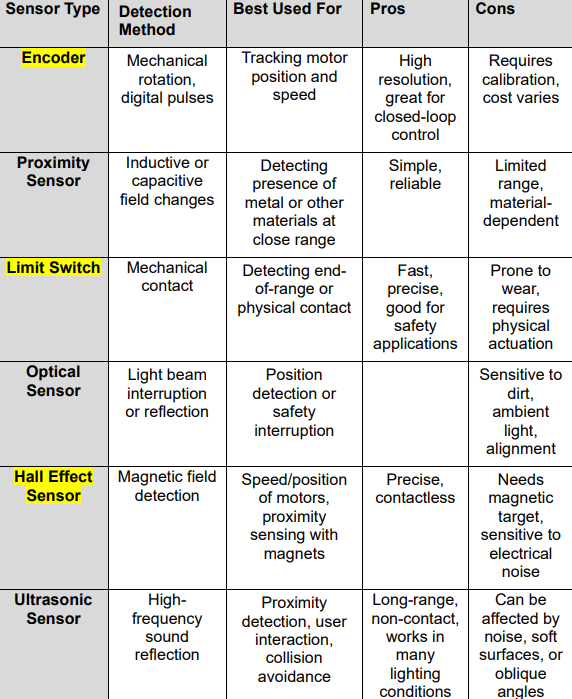 Sensor Type
Detection
Method
Best Used For
Pros
Cons
Encoder
Mechanical
rotation,
digital pulses
Tracking motor
position and
speed
High
resolution,
great for
closed-loop
control
Requires
calibration,
cost varies
Proximity
Sensor
Inductive or
capacitive
field changes
Detecting
presence of
metal or other
materials at
close range
Simple,
reliable
Limited
range,
material-
dependent
Limit Switch
Mechanical
contact
Detecting end-
of-range or
physical contact
Fast,
precise,
good for
safety
applications
Prone to
wear,
requires
physical
actuation
Optical
Sensor
Light beam
interruption
or reflection
Position
detection or
safety
interruption
Sensitive to
dirt,
ambient
light,
alignment
Hall Effect
Sensor
Magnetic field
detection
Speed/position
of motors,
proximity
sensing with
magnets
Precise,
contactless
Needs
magnetic
target,
sensitive to
electrical
noise
Ultrasonic
Sensor
High-
frequency
sound
reflection
Proximity
detection, user
interaction,
collision
avoidance
Long-range,
non-contact,
works in
many
lighting
conditions
Can be
affected by
noise, soft
surfaces, or
oblique
angles